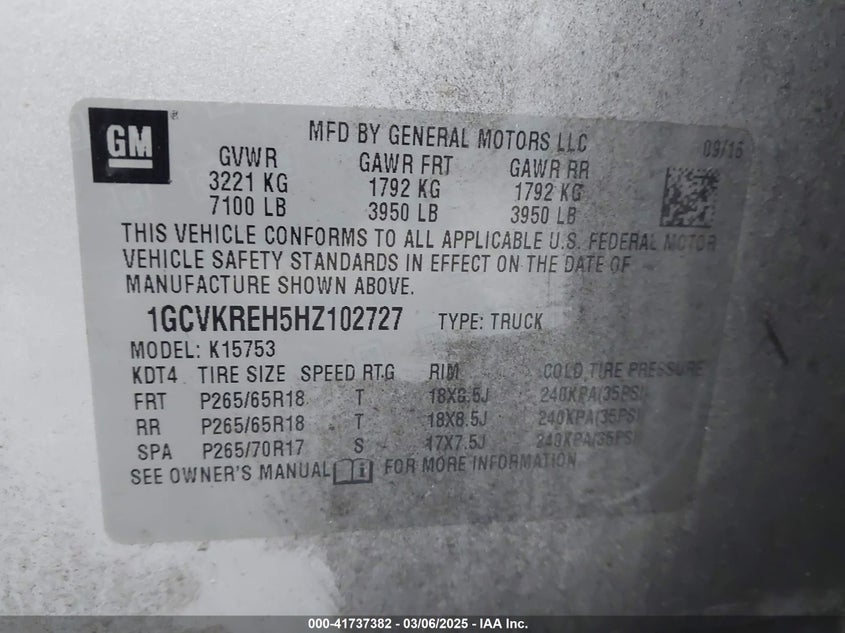 GM
MFD BY GENERAL MOTORS LLC 09/16
GVWR GAWR FRT GAWR RR
3221 KG 1792 KG 1792 KG
7100 LB 3950 LB 3950 LB
THIS VEHICLE CONFORMS TO ALL APPLICABLE U.S. FEDERAL MOTOR
VEHICLE SAFETY STANDARDS IN EFFECT ON THE DATE OF
MANUFACTURE SHOWN ABOVE.
1GCVKREH5HZ102727 TYPE: TRUCK
MODEL: K15753
KDT4 TIRE SIZE SPEED RTG RIM COLD TIRE PRESSURE
FRT P265/65R18 T 18X8.5J 240KPA(35PSI)
RR P265/65R18 T 18X8.5J 240KPA(35PSI)
SPA P265/70R17 S 17X7.5J 240KPA(35PSI)
SEE OWNER'S MANUAL FOR MORE INFORMATION
000-41737382 - 03/06/2025 - IAA Inc.